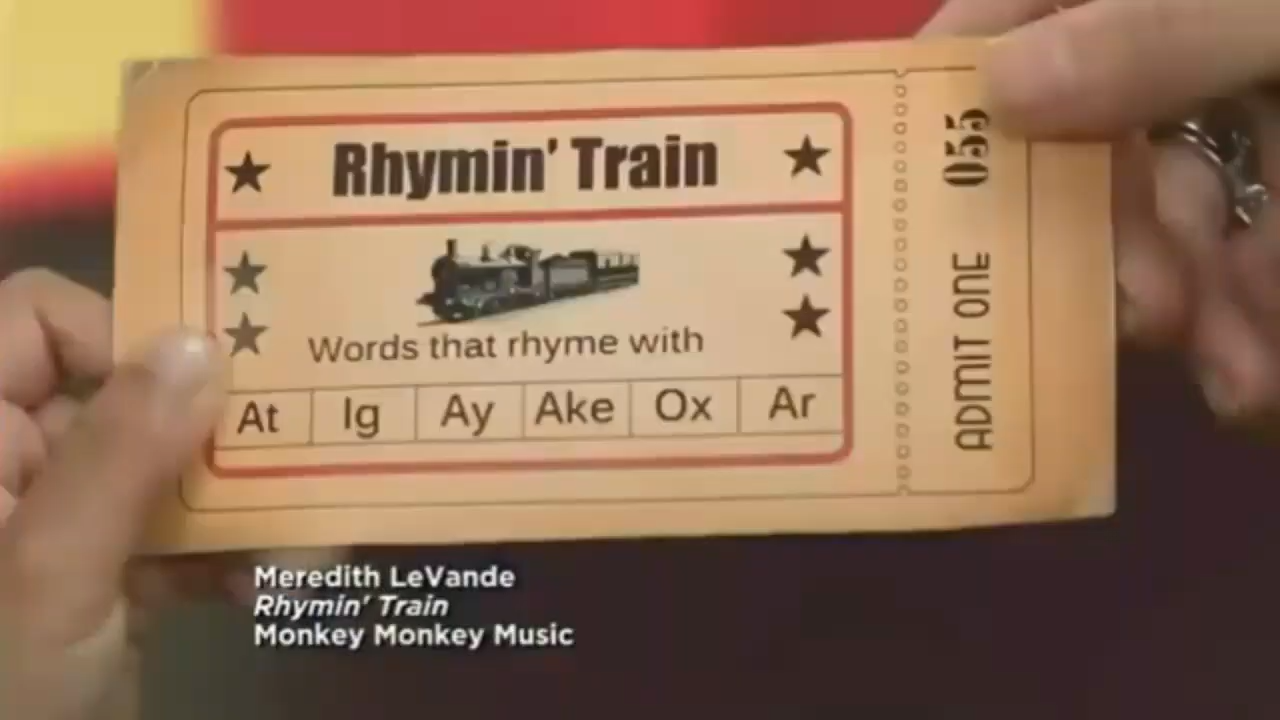 Rhymin' Train
Words that rhyme with
At Ig Ay Ake Ox Ar
ADMIT ONE 055
Meredith LeVande
Rhymin' Train
Monkey Monkey Music